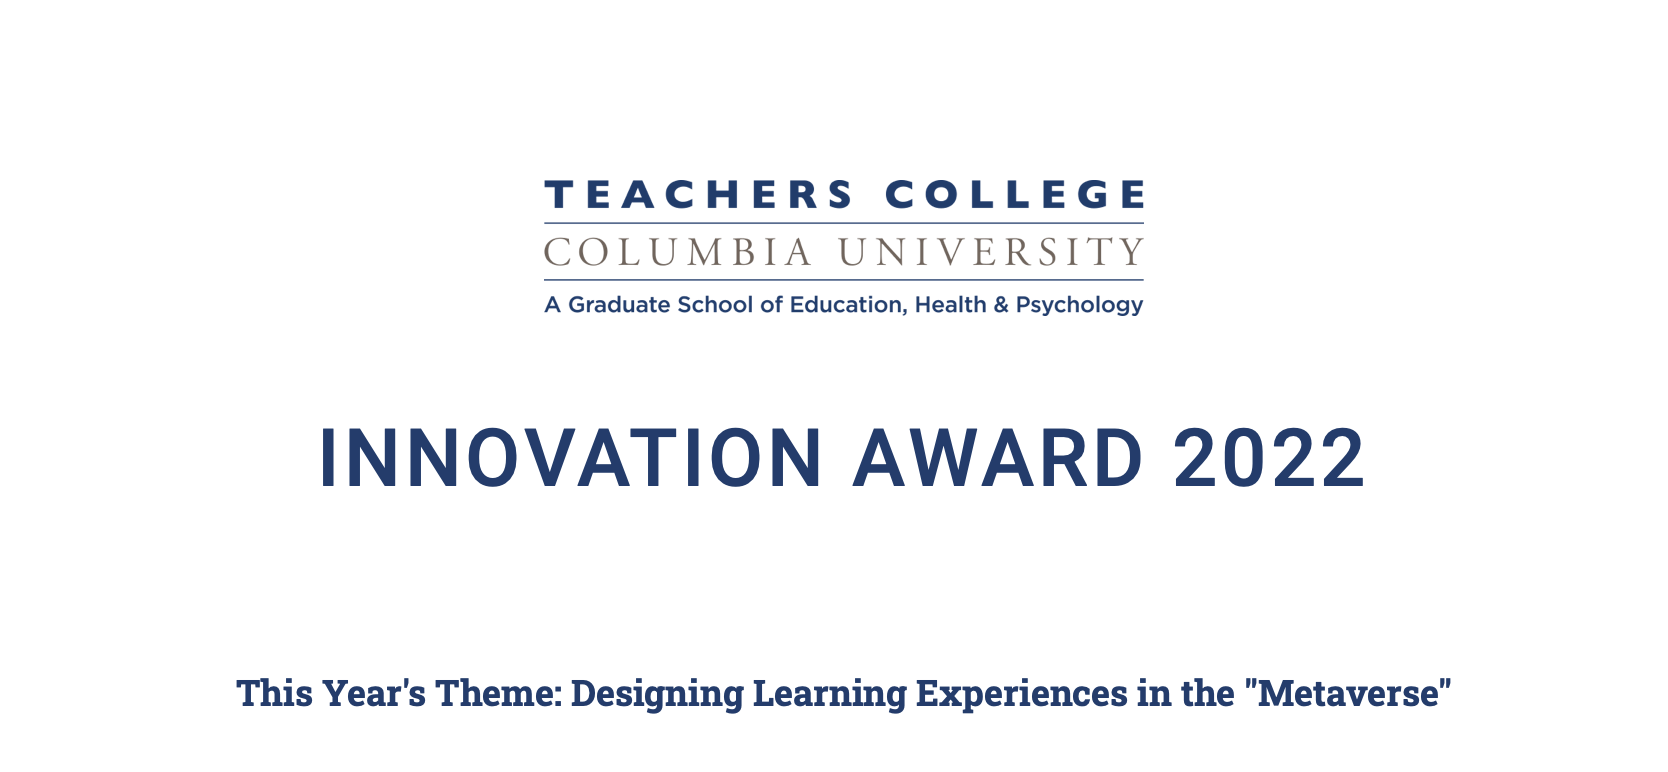 TEACHERS COLLEGE
COLUMBIA UNIVERSITY
A Graduate School of Education, Health & Psychology
INNOVATION AWARD 2022
This Year's Theme: Designing Learning Experiences in the "Metaverse"